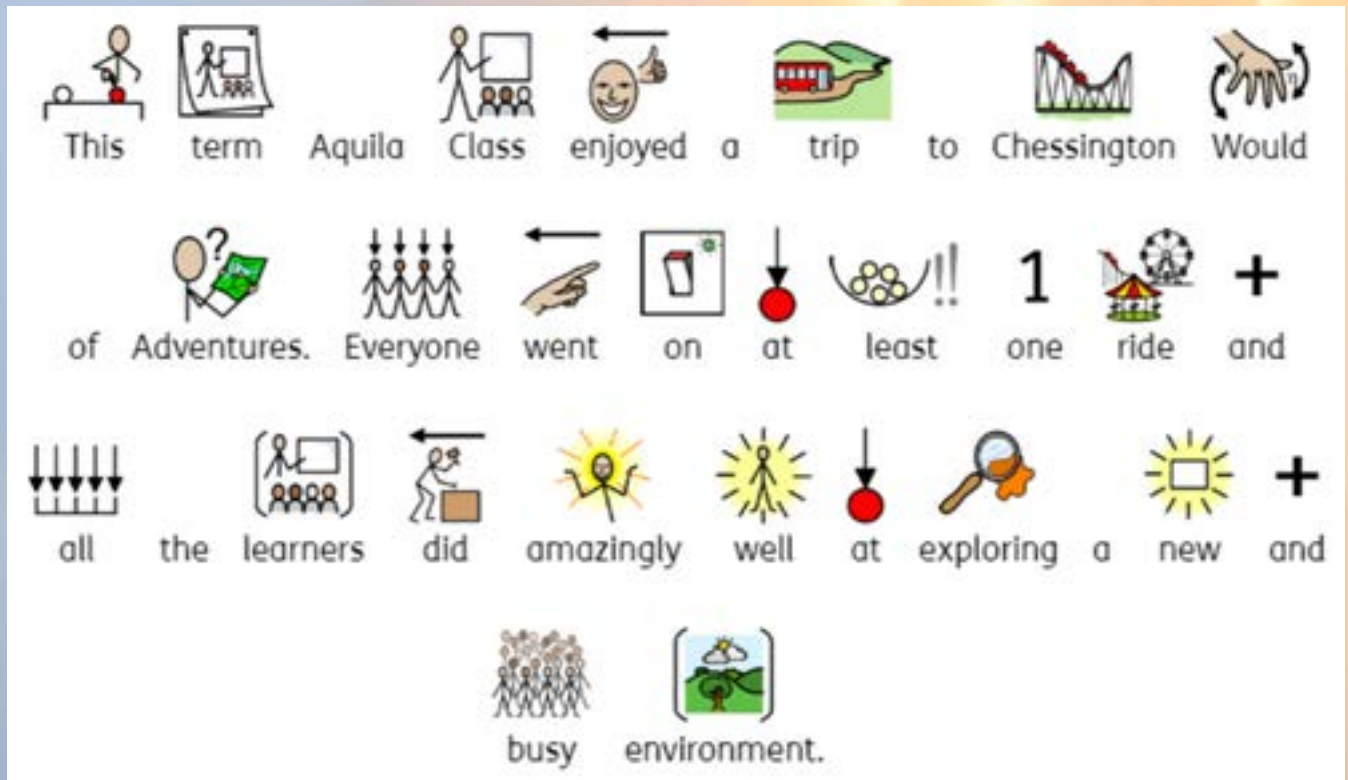 This term Aquila Class enjoyed a trip to Chessington Would
of Adventures. Everyone went on at least one ride and
all the learners did amazingly well at exploring a new and
busy environment.